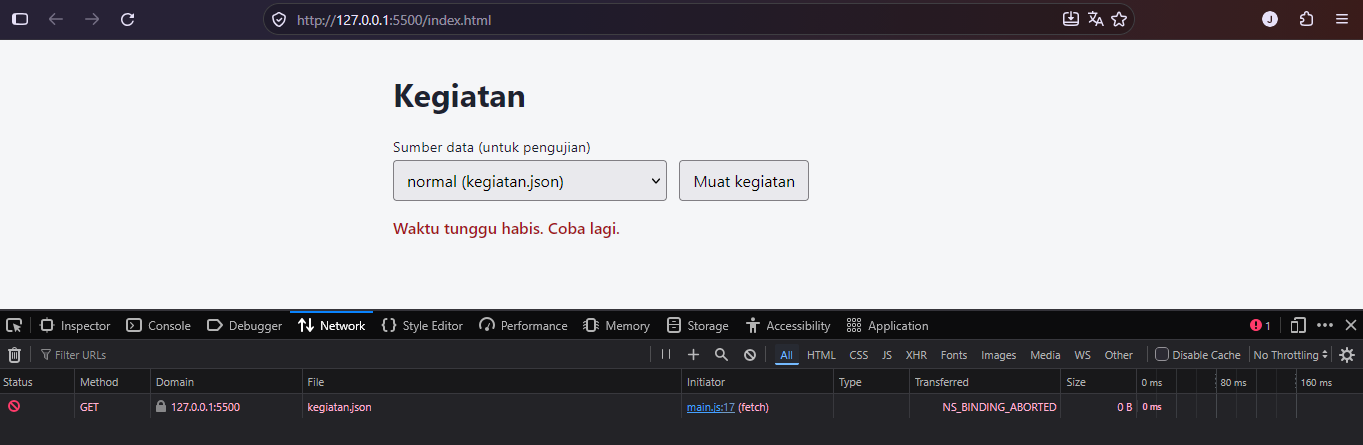 http://127.0.0.1:5500/index.html
J
Kegiatan
Sumber data (untuk pengujian)
normal (kegiatan.json)
Muat kegiatan
Waktu tunggu habis. Coba lagi.
Inspector Console Debugger Network Style Editor Performance Memory Storage Accessibility Application 1
Filter URLs All HTML CSS JS XHR Fonts Images Media WS Other Disable Cache No Throttling
Status Method Domain File Initiator Type Transferred Size 0 ms 80 ms 160 ms
GET 127.0.0.1:5500 kegiatan.json main.js:17 (fetch) NS_BINDING_ABORTED 0 B 0 ms